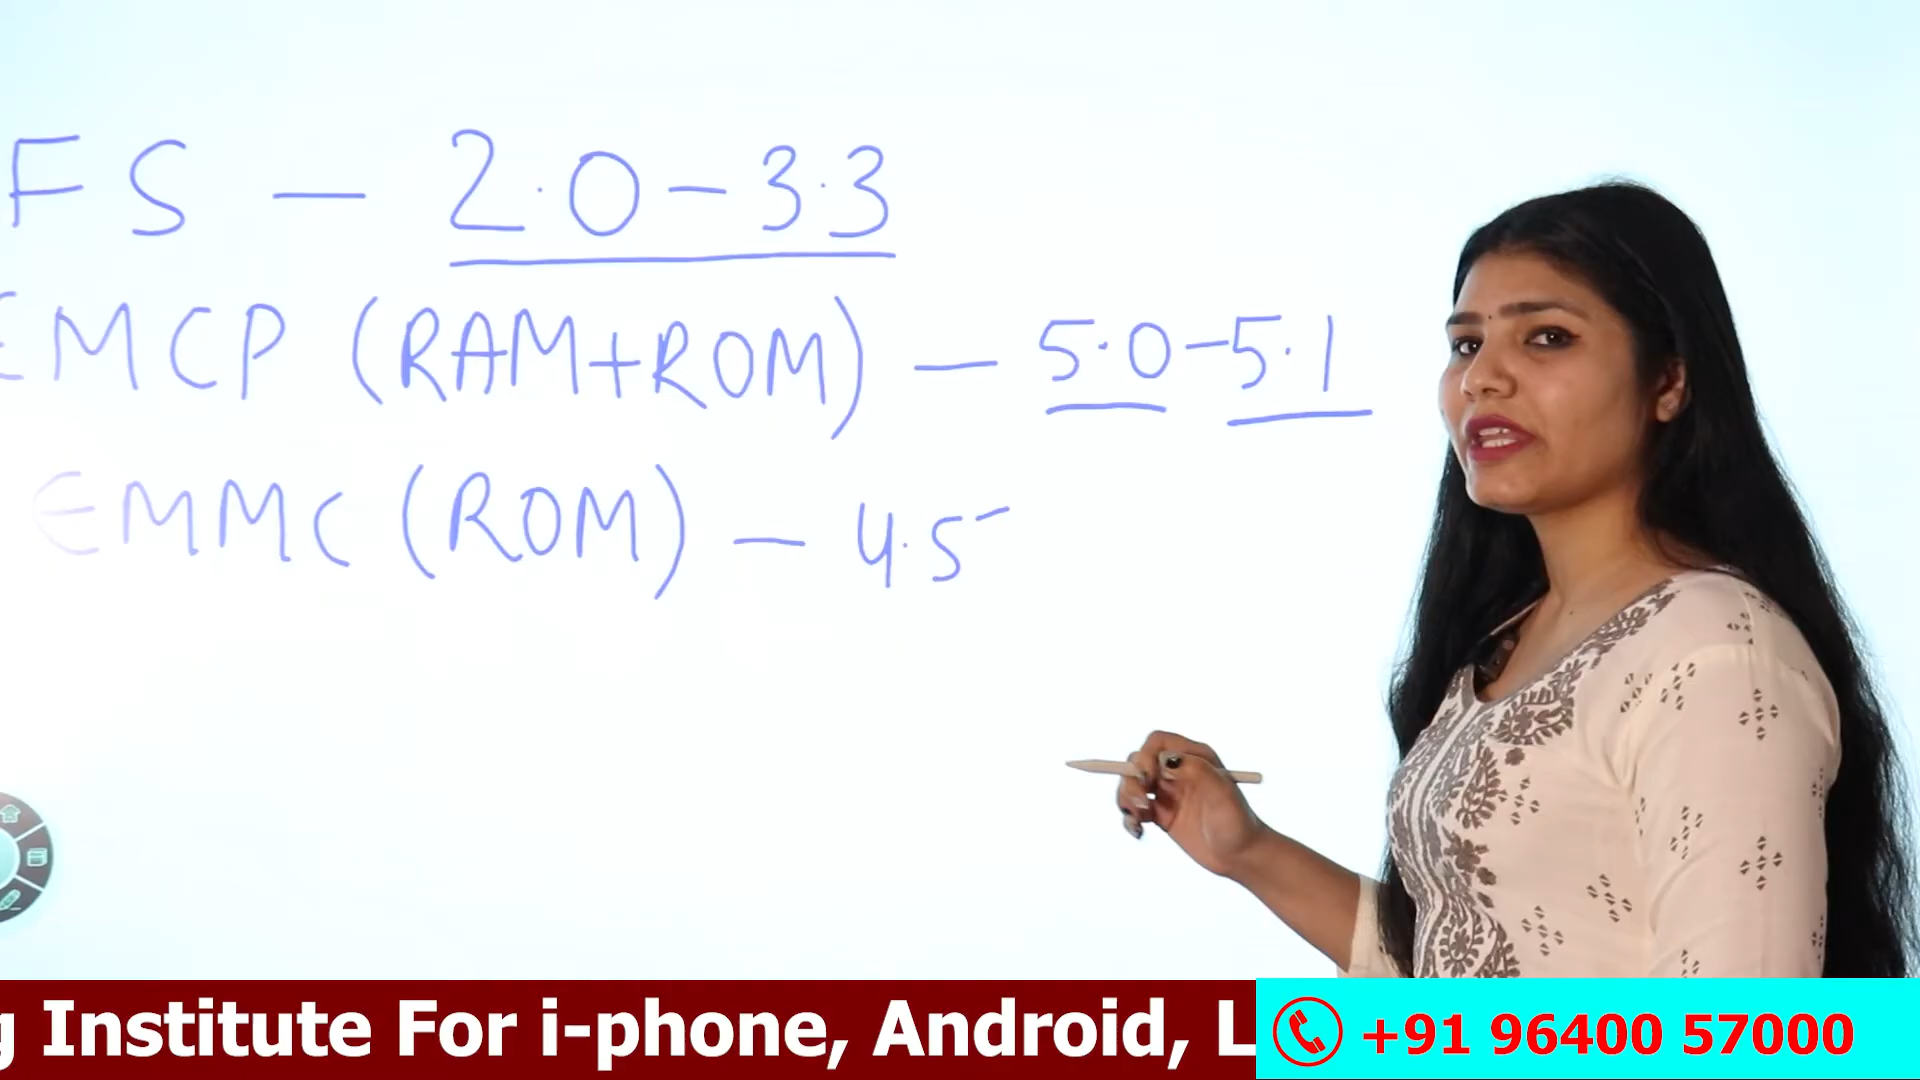 FS — 2.0 - 3.3
EMCP (RAM+ROM) — 5.0 - 5.1
EMMC (ROM) — 4.5
g Institute For i-phone, Android, L
+91 96400 57000